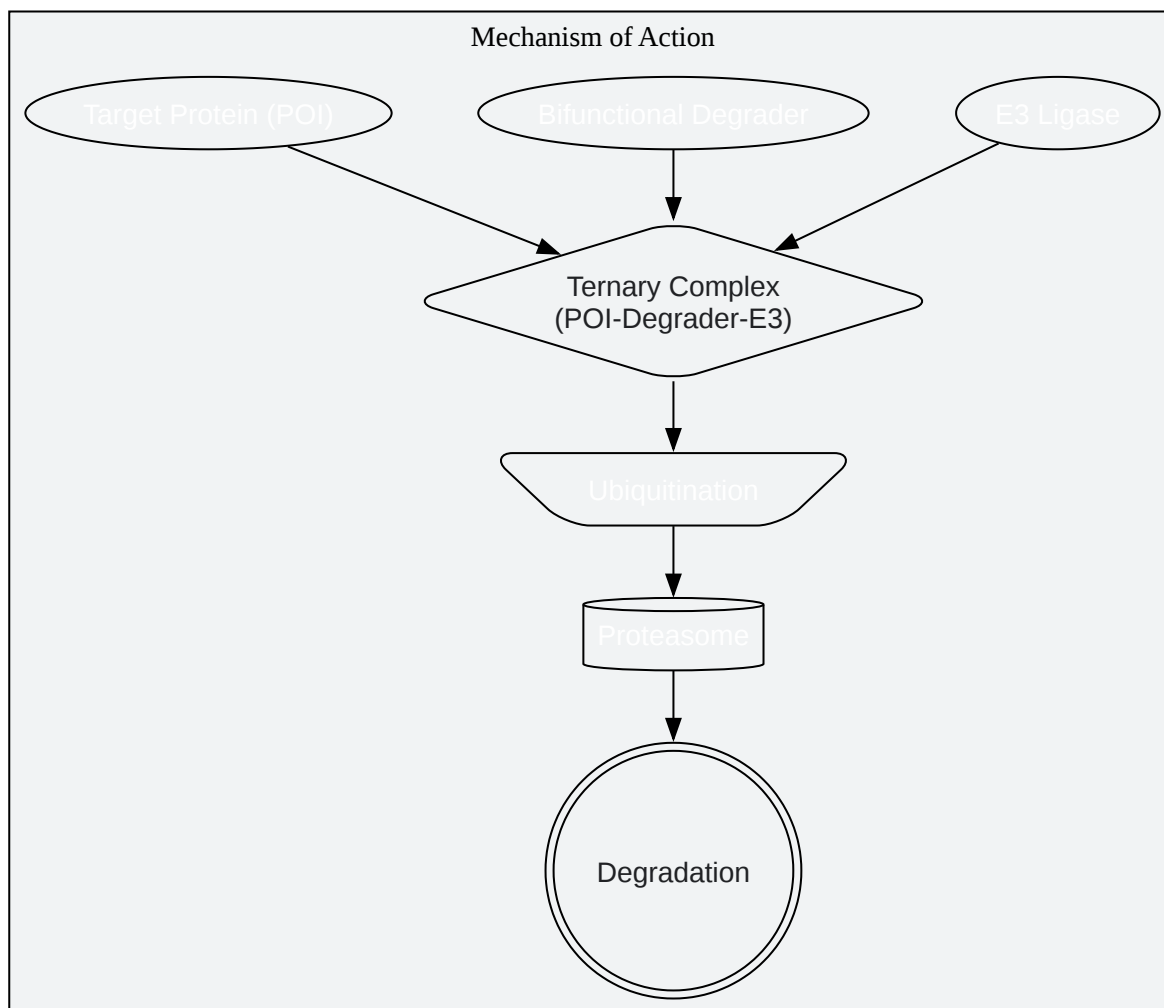 Mechanism of Action
Target Protein (POI)
Bifunctional Degrader
E3 Ligase
Ternary Complex
(POI-Degrader-E3)
Ubiquitination
Proteasome
Degradation